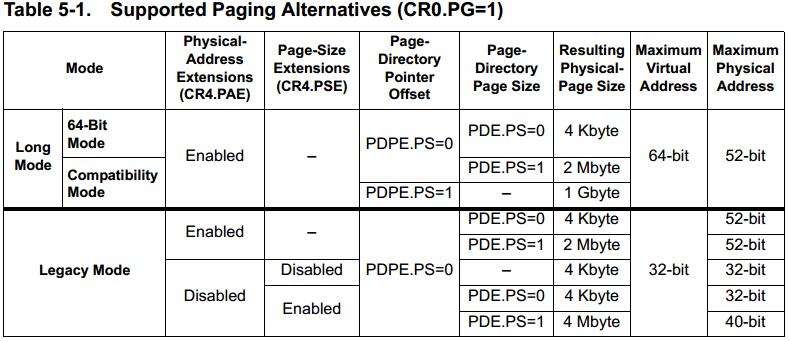 Table 5-1. Supported Paging Alternatives (CR0.PG=1)
Mode
Physical-
Address
Extensions
(CR4.PAE)
Page-Size
Extensions
(CR4.PSE)
Page-
Directory
Pointer
Offset
Page-
Directory
Page Size
Resulting
Physical-
Page Size
Maximum
Virtual
Address
Maximum
Physical
Address
Long
Mode
64-Bit
Mode
Compatibility
Mode
Enabled
–
PDPE.PS=0
PDE.PS=0
4 Kbyte
PDE.PS=1
2 Mbyte
PDPE.PS=1
–
1 Gbyte
64-bit
52-bit
Legacy Mode
Enabled
–
PDPE.PS=0
PDE.PS=0
4 Kbyte
52-bit
PDE.PS=1
2 Mbyte
52-bit
Disabled
Disabled
–
4 Kbyte
32-bit
32-bit
Enabled
PDE.PS=0
4 Kbyte
32-bit
PDE.PS=1
4 Mbyte
40-bit